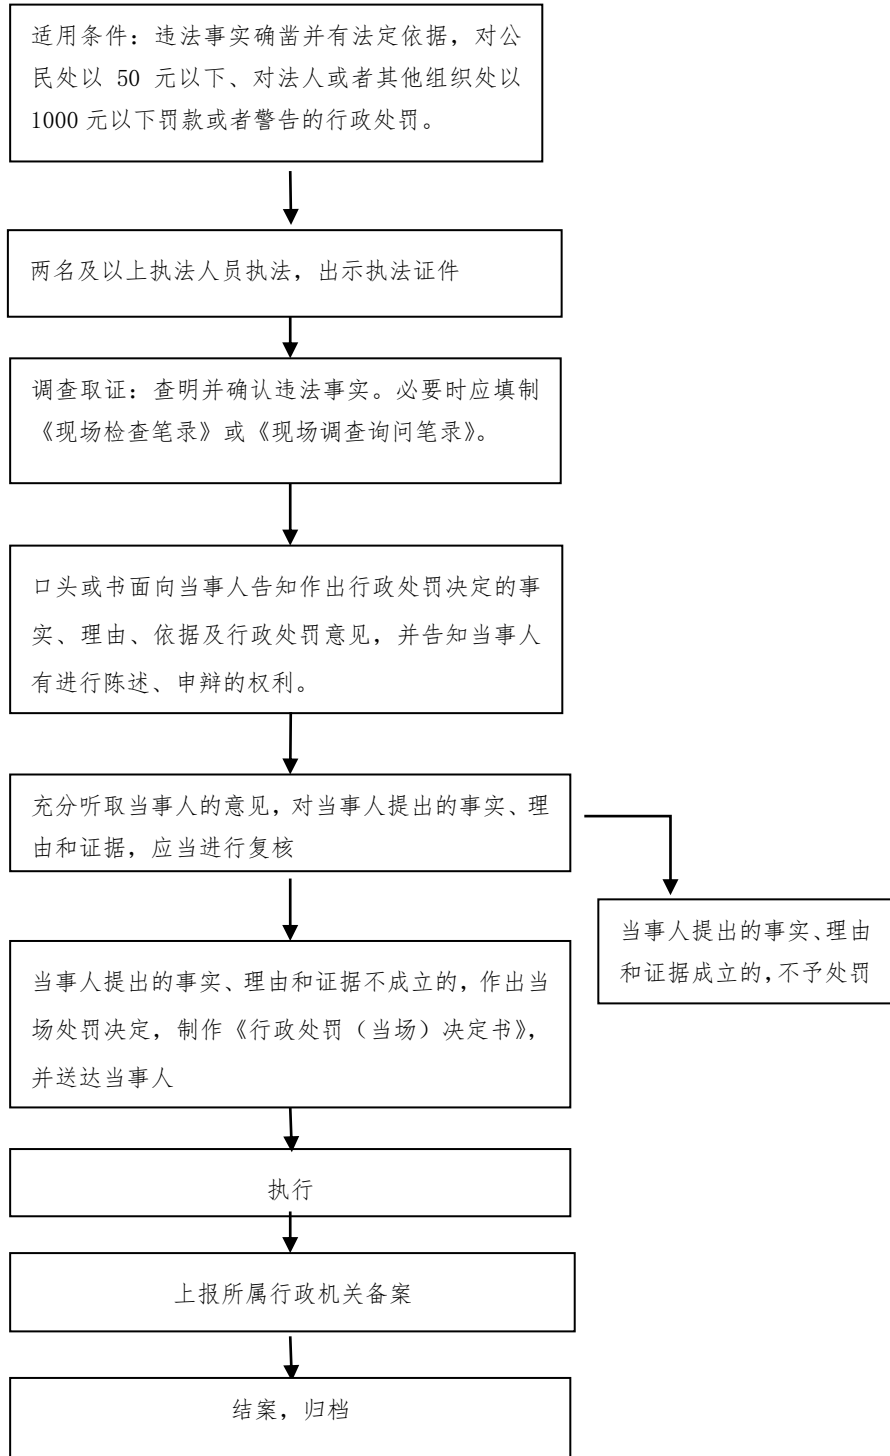 适用条件：违法事实确凿并有法定依据，对公
民处以 50 元以下、对法人或者其他组织处以
1000 元以下罚款或者警告的行政处罚。
两名及以上执法人员执法，出示执法证件
调查取证：查明并确认违法事实。必要时应填制
《现场检查笔录》或《现场调查询问笔录》。
口头或书面向当事人告知作出行政处罚决定的事
实、理由、依据及行政处罚意见，并告知当事人
有进行陈述、申辩的权利。
充分听取当事人的意见，对当事人提出的事实、理
由和证据，应当进行复核
当事人提出的事实、理由
和证据成立的，不予处罚
当事人提出的事实、理由和证据不成立的，作出当
场处罚决定，制作《行政处罚（当场）决定书》，
并送达当事人
执行
上报所属行政机关备案
结案，归档